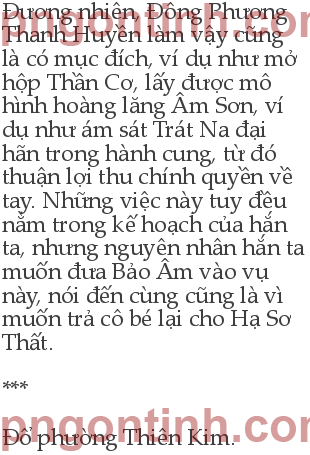 Đương nhiên, Đông Phương
Thanh Huyền làm vậy cũng
là có mục đích, ví dụ như mở
hộp Thần Cơ, lấy được mô
hình hoàng lăng Âm Sơn, ví
dụ như ám sát Trát Na đại
hãn trong hành cung, từ đó
thuận lợi thu chính quyền về
tay. Những việc này tuy đều
nằm trong kế hoạch của hắn
ta, nhưng nguyên nhân hắn ta
muốn đưa Bảo Âm vào vụ
này, nói đến cùng cũng là vì
muốn trả cô bé lại cho Hạ Sơ
Thất.
***
Đổ phường Thiên Kim.
pngontinh.com
pngontinh.com